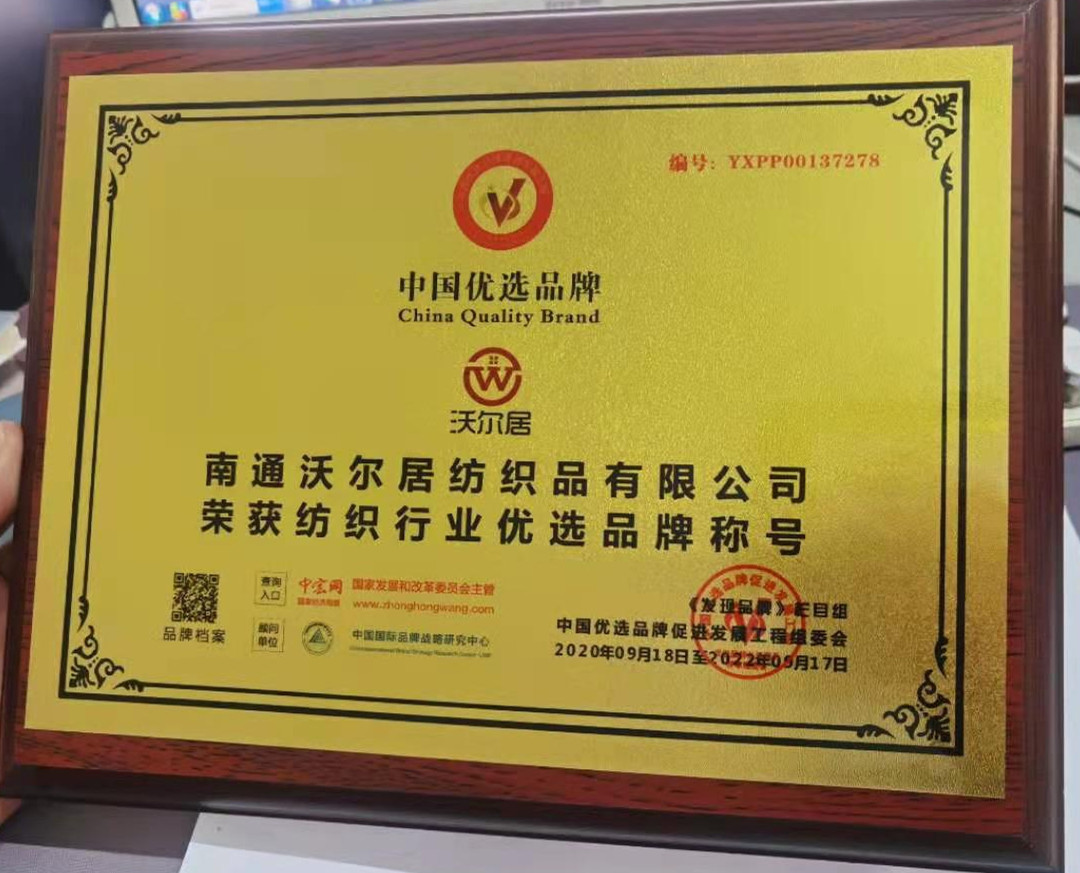 编号：YXPP00137278
中国优选品牌
China Quality Brand
沃尔居
南通沃尔居纺织品有限公司
荣获纺织行业优选品牌称号
品牌档案
查询
入口
中宏网
国家发展和改革委员会主管
www.zhonghongwang.com
顾问
单位
中国国际品牌战略研究中心
《发现品牌》栏目组
中国优选品牌促进发展工程组委会
2020年09月18日至2022年09月17日